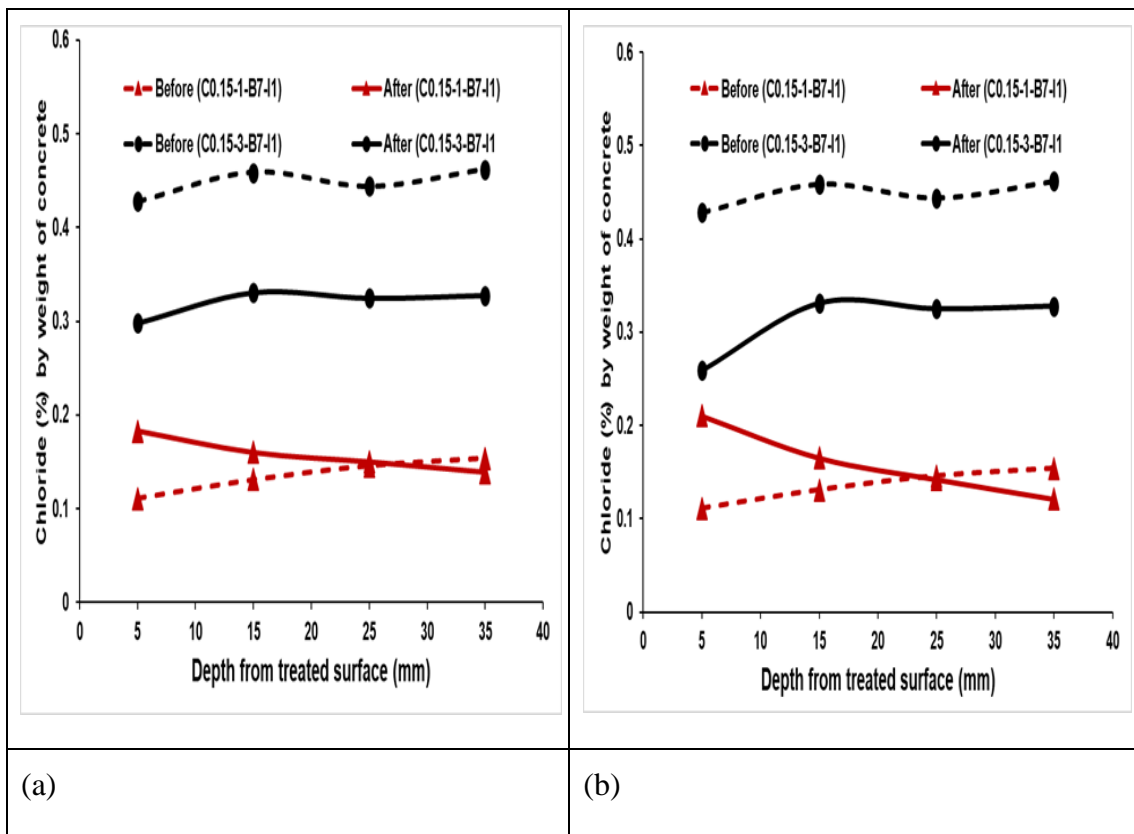 0.6
Before (C0.15-1-B7-I1) After (C0.15-1-B7-I1)
Before (C0.15-3-B7-I1) After (C0.15-3-B7-I1
0.5
0.4
0.3
0.2
0.1
0
0 5 10 15 20 25 30 35 40
Chloride (%) by weight of concrete
Depth from treated surface (mm)
(a)
0.6
Before (C0.15-1-B7-I1) After (C0.15-1-B7-I1)
Before (C0.15-3-B7-I1) After (C0.15-3-B7-I1
0.5
0.4
0.3
0.2
0.1
0
0 5 10 15 20 25 30 35 40
Chloride (%) by weight of concrete
Depth from treated surface (mm)
(b)